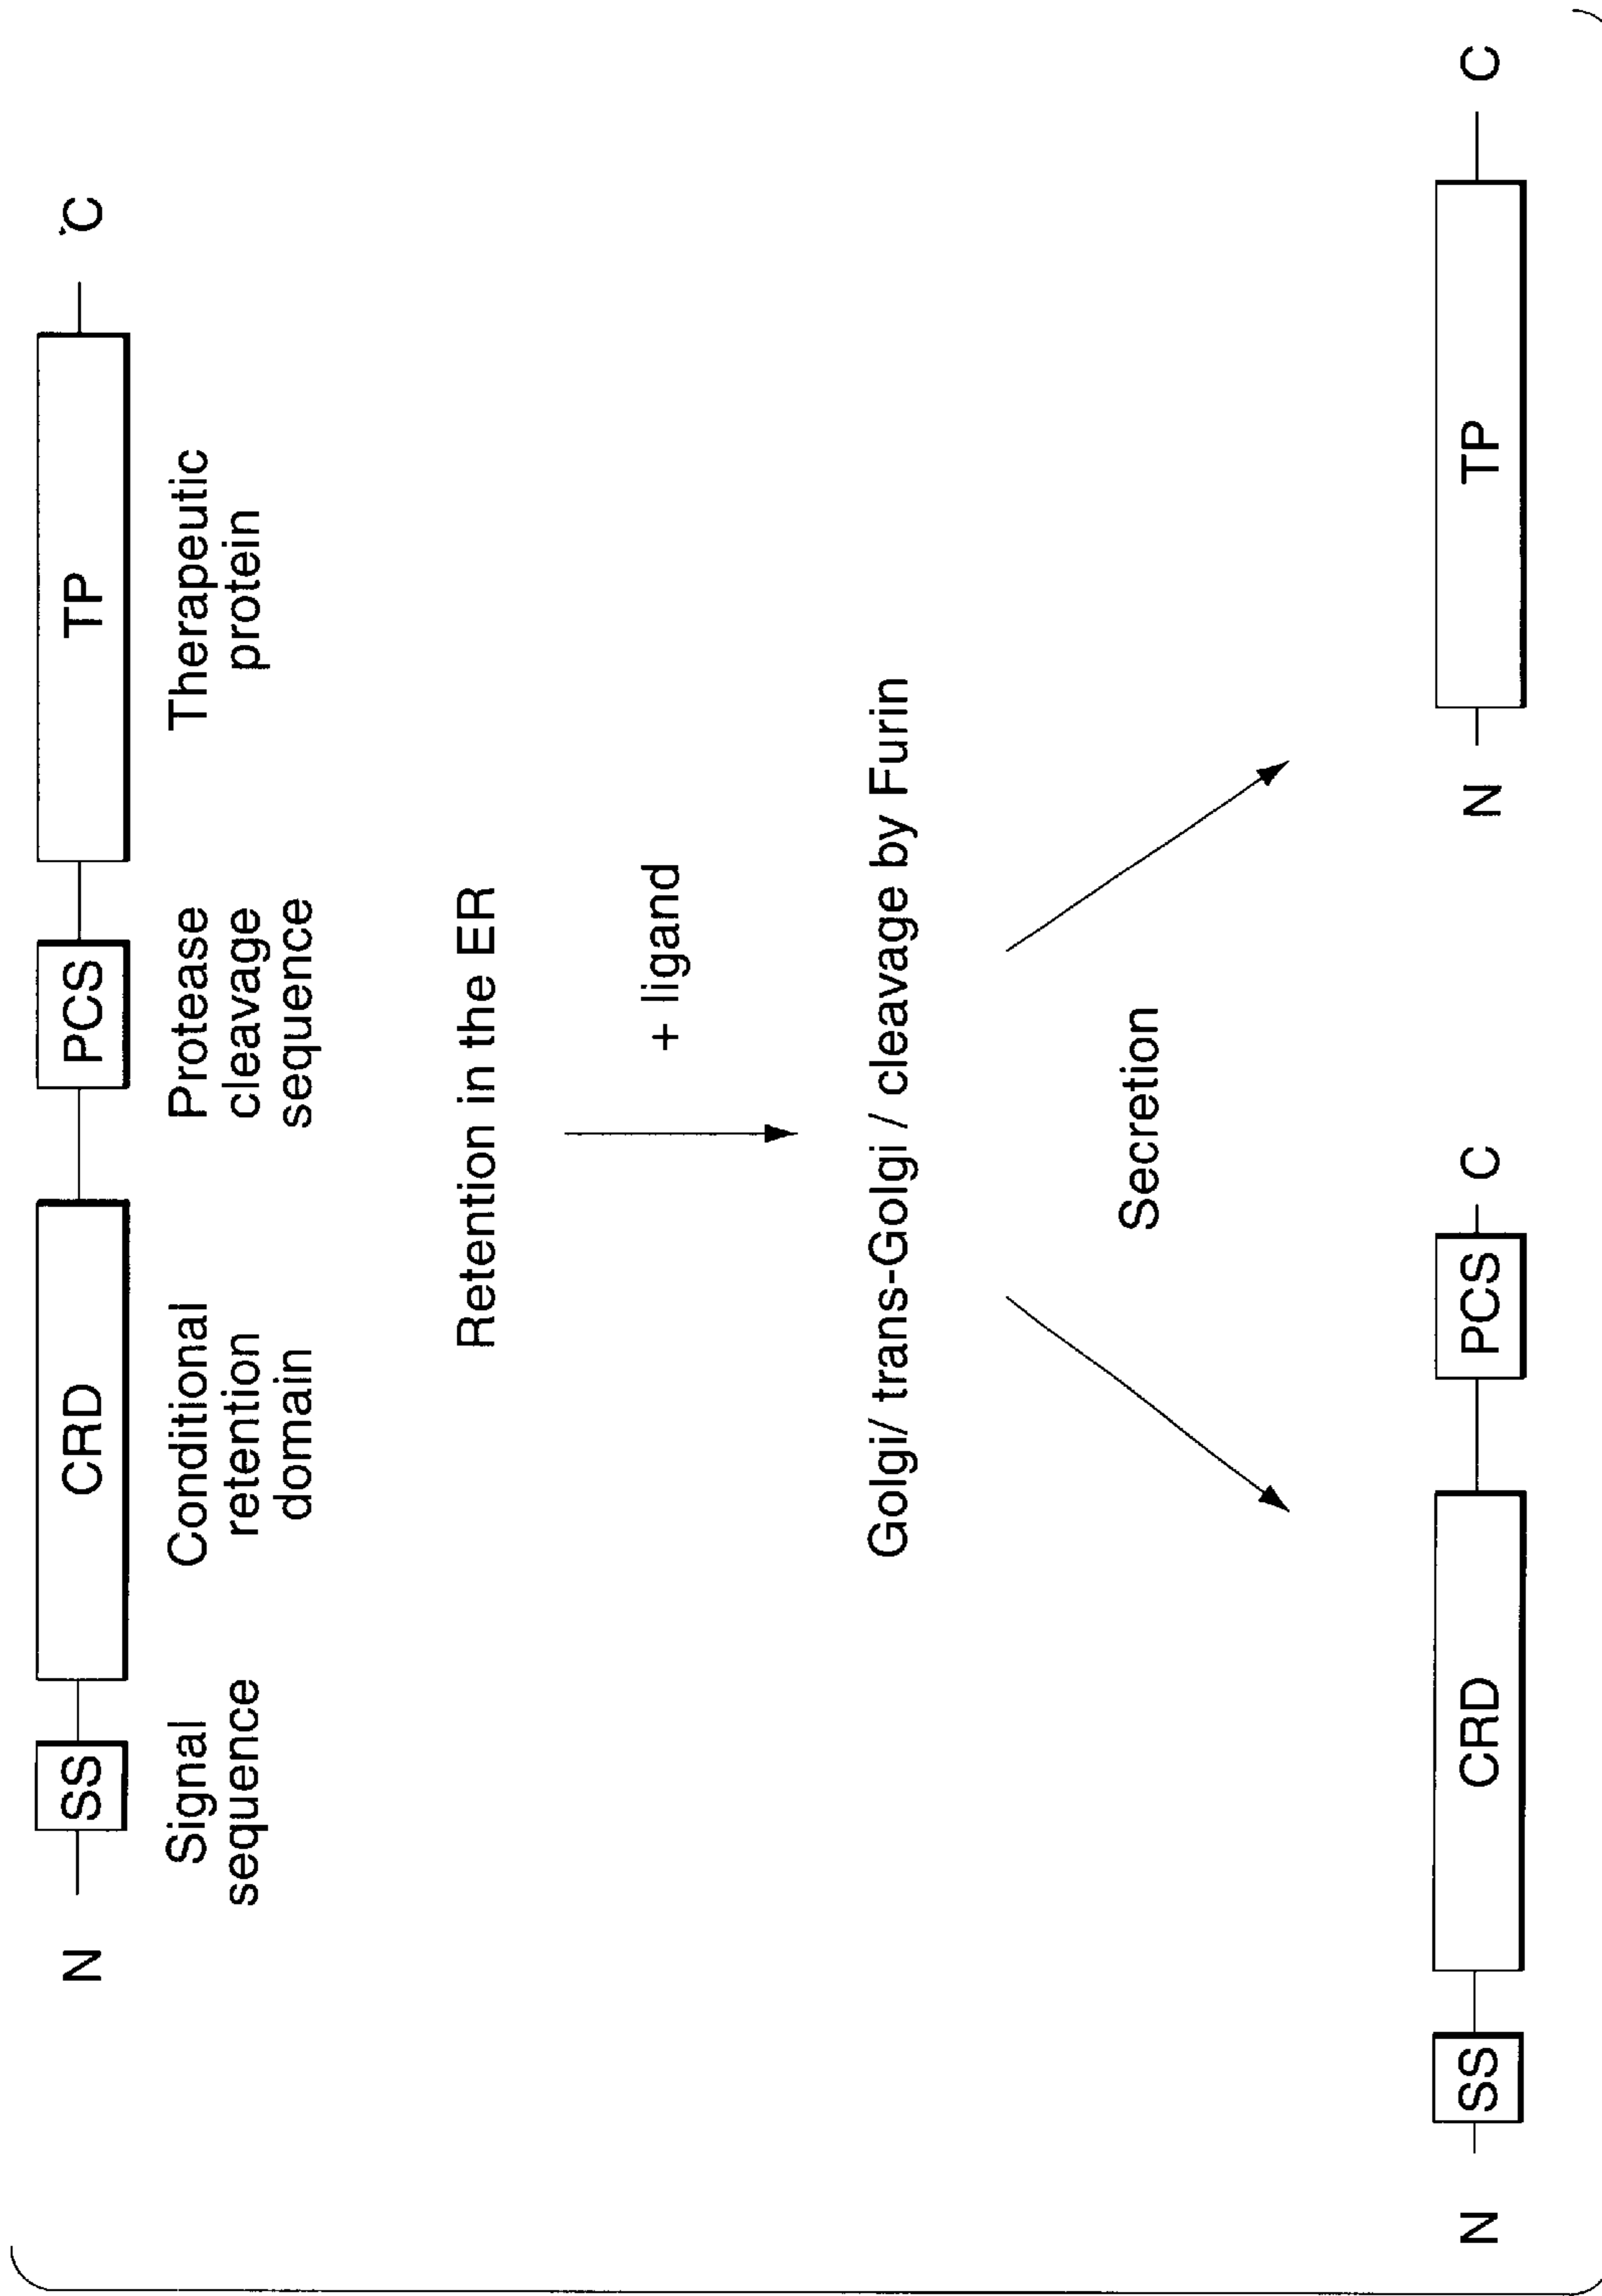 N SS CRD PCS TP C
Signal
sequence
Conditional
retention
domain
Protease
cleavage
sequence
Therapeutic
protein
Retention in the ER
+ ligand
Golgi/ trans-Golgi / cleavage by Furin
Secretion
N SS CRD PCS C
N TP C